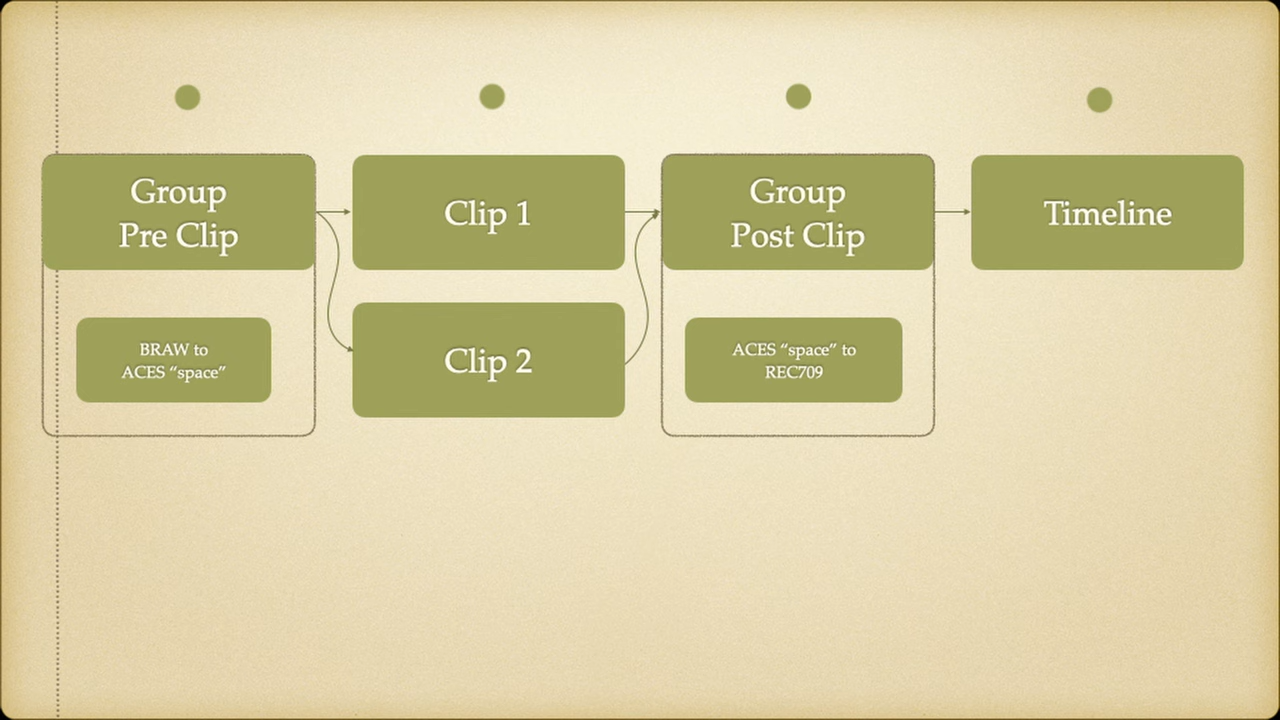 Group
Pre Clip
Clip 1
Group
Post Clip
Timeline
Clip 2
BRAW to
ACES “space”
ACES “space” to
REC709